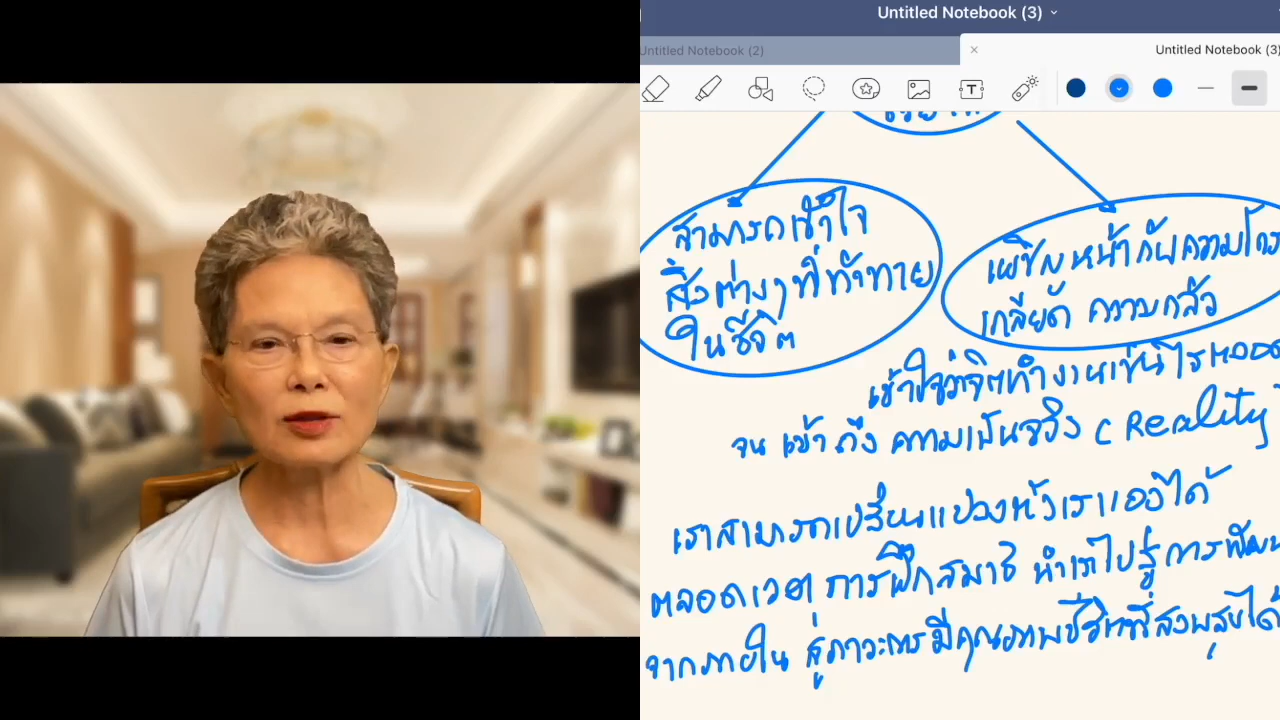 Untitled Notebook (3)
Untitled Notebook (2)
Untitled Notebook (3)
T
สามารถเข้าใจ
สิ่งต่างๆ ที่ท้าทาย
ในชีวิต
เผชิญหน้ากับความโกร
เกลียด ความกลัว
เข้าใจว่าจิตทำงานเช่นไรตลอด
จน เข้าถึง ความเป็นจริง ( Reality
เราสามารถเปลี่ยนแปลงตัวเราเองได้
ตลอดเวลา การฝึกสมาธิ นำเราไปสู่ การพัฒน
จากภายใน สู่ภาวะการมีคุณภาพชีวิตที่สงบสุขได้